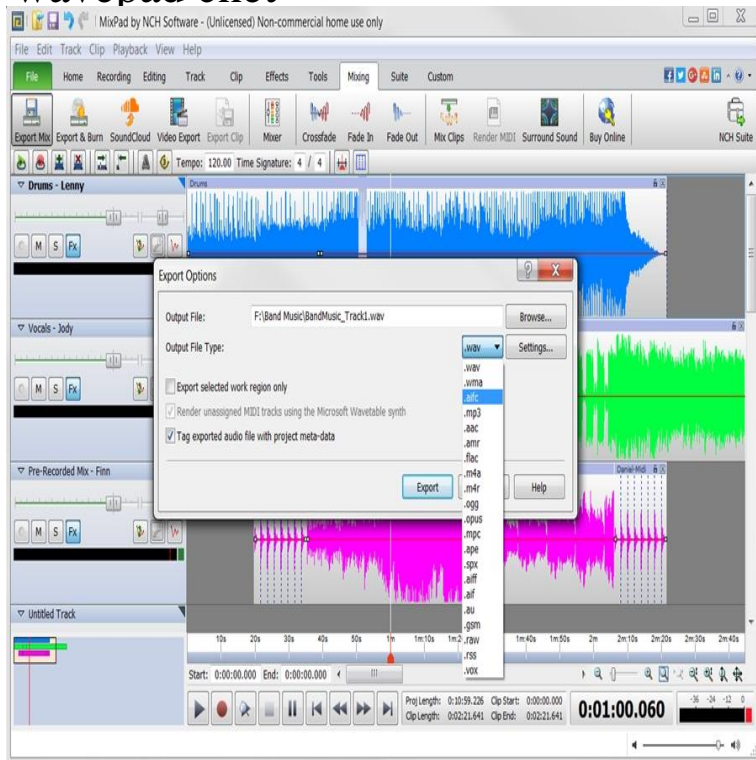 wavepad-shot
MixPad by NCH Software - (Unlicensed) Non-commercial home use only
File Edit Track Clip Playback View Help
File Home Recording Editing Track Clip Effects Tools Mixing Suite Custom
Export Mix Export & Burn SoundCloud Video Export Export Clip Mixer Crossfade Fade In Fade Out Mix Clips Render MIDI Surround Sound Buy Online NCH Suite
Tempo: 120.00 Time Signature: 4 / 4
Drums - Lenny
Drums
M S Fx
Export Options
Output File: F:\Band Music\BandMusic_Track1.wav Browse...
Output File Type: .wav Settings...
.wav
.wma
Export selected work region only
.aifc
Render unassigned MIDI tracks using the Microsoft Wavetable synth
.mp3
Tag exported audio file with project meta-data
.aac
.amr
.flac
.m4a
Export Help
.m4r
.ogg
.opus
.mpc
.ape
.spx
.aiff
.aif
.au
.gsm
.raw
.rss
.vox
Vocals - Jody
M S Fx
Pre-Recorded Mix - Finn
Daniel-Midi
M S Fx
Untitled Track
10s 20s 30s 40s 50s 1m 1m:10s 1m:2 1m:40s 1m:50s 2m 2m:10s 2m:20s 2m:30s 2m:40s
Start: 0:00:00.000 End: 0:00:00.000
Proj Length: 0:10:59.226 Clip Start: 0:00:00.000
Clip Length: 0:02:21.641 Clip End: 0:02:21.641
0:01:00.060
-36 -24 -12 0